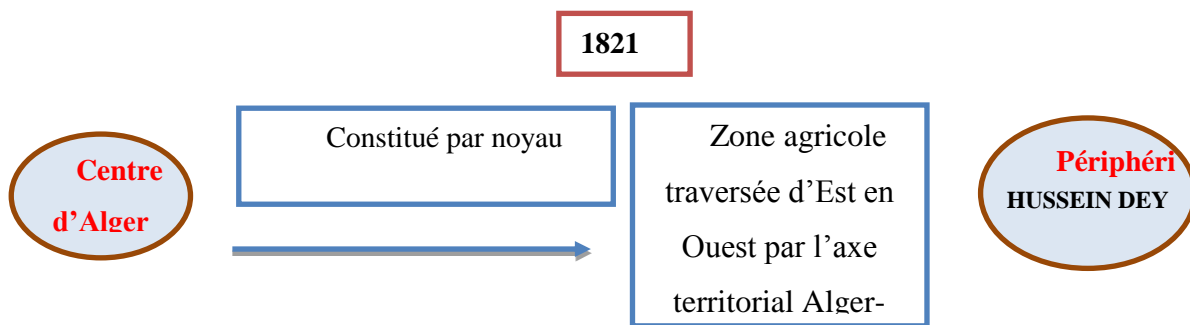 1821
Centre
d’Alger
Constitué par noyau
Zone agricole
traversée d’Est en
Ouest par l’axe
territorial Alger-
Périphéri
HUSSEIN DEY